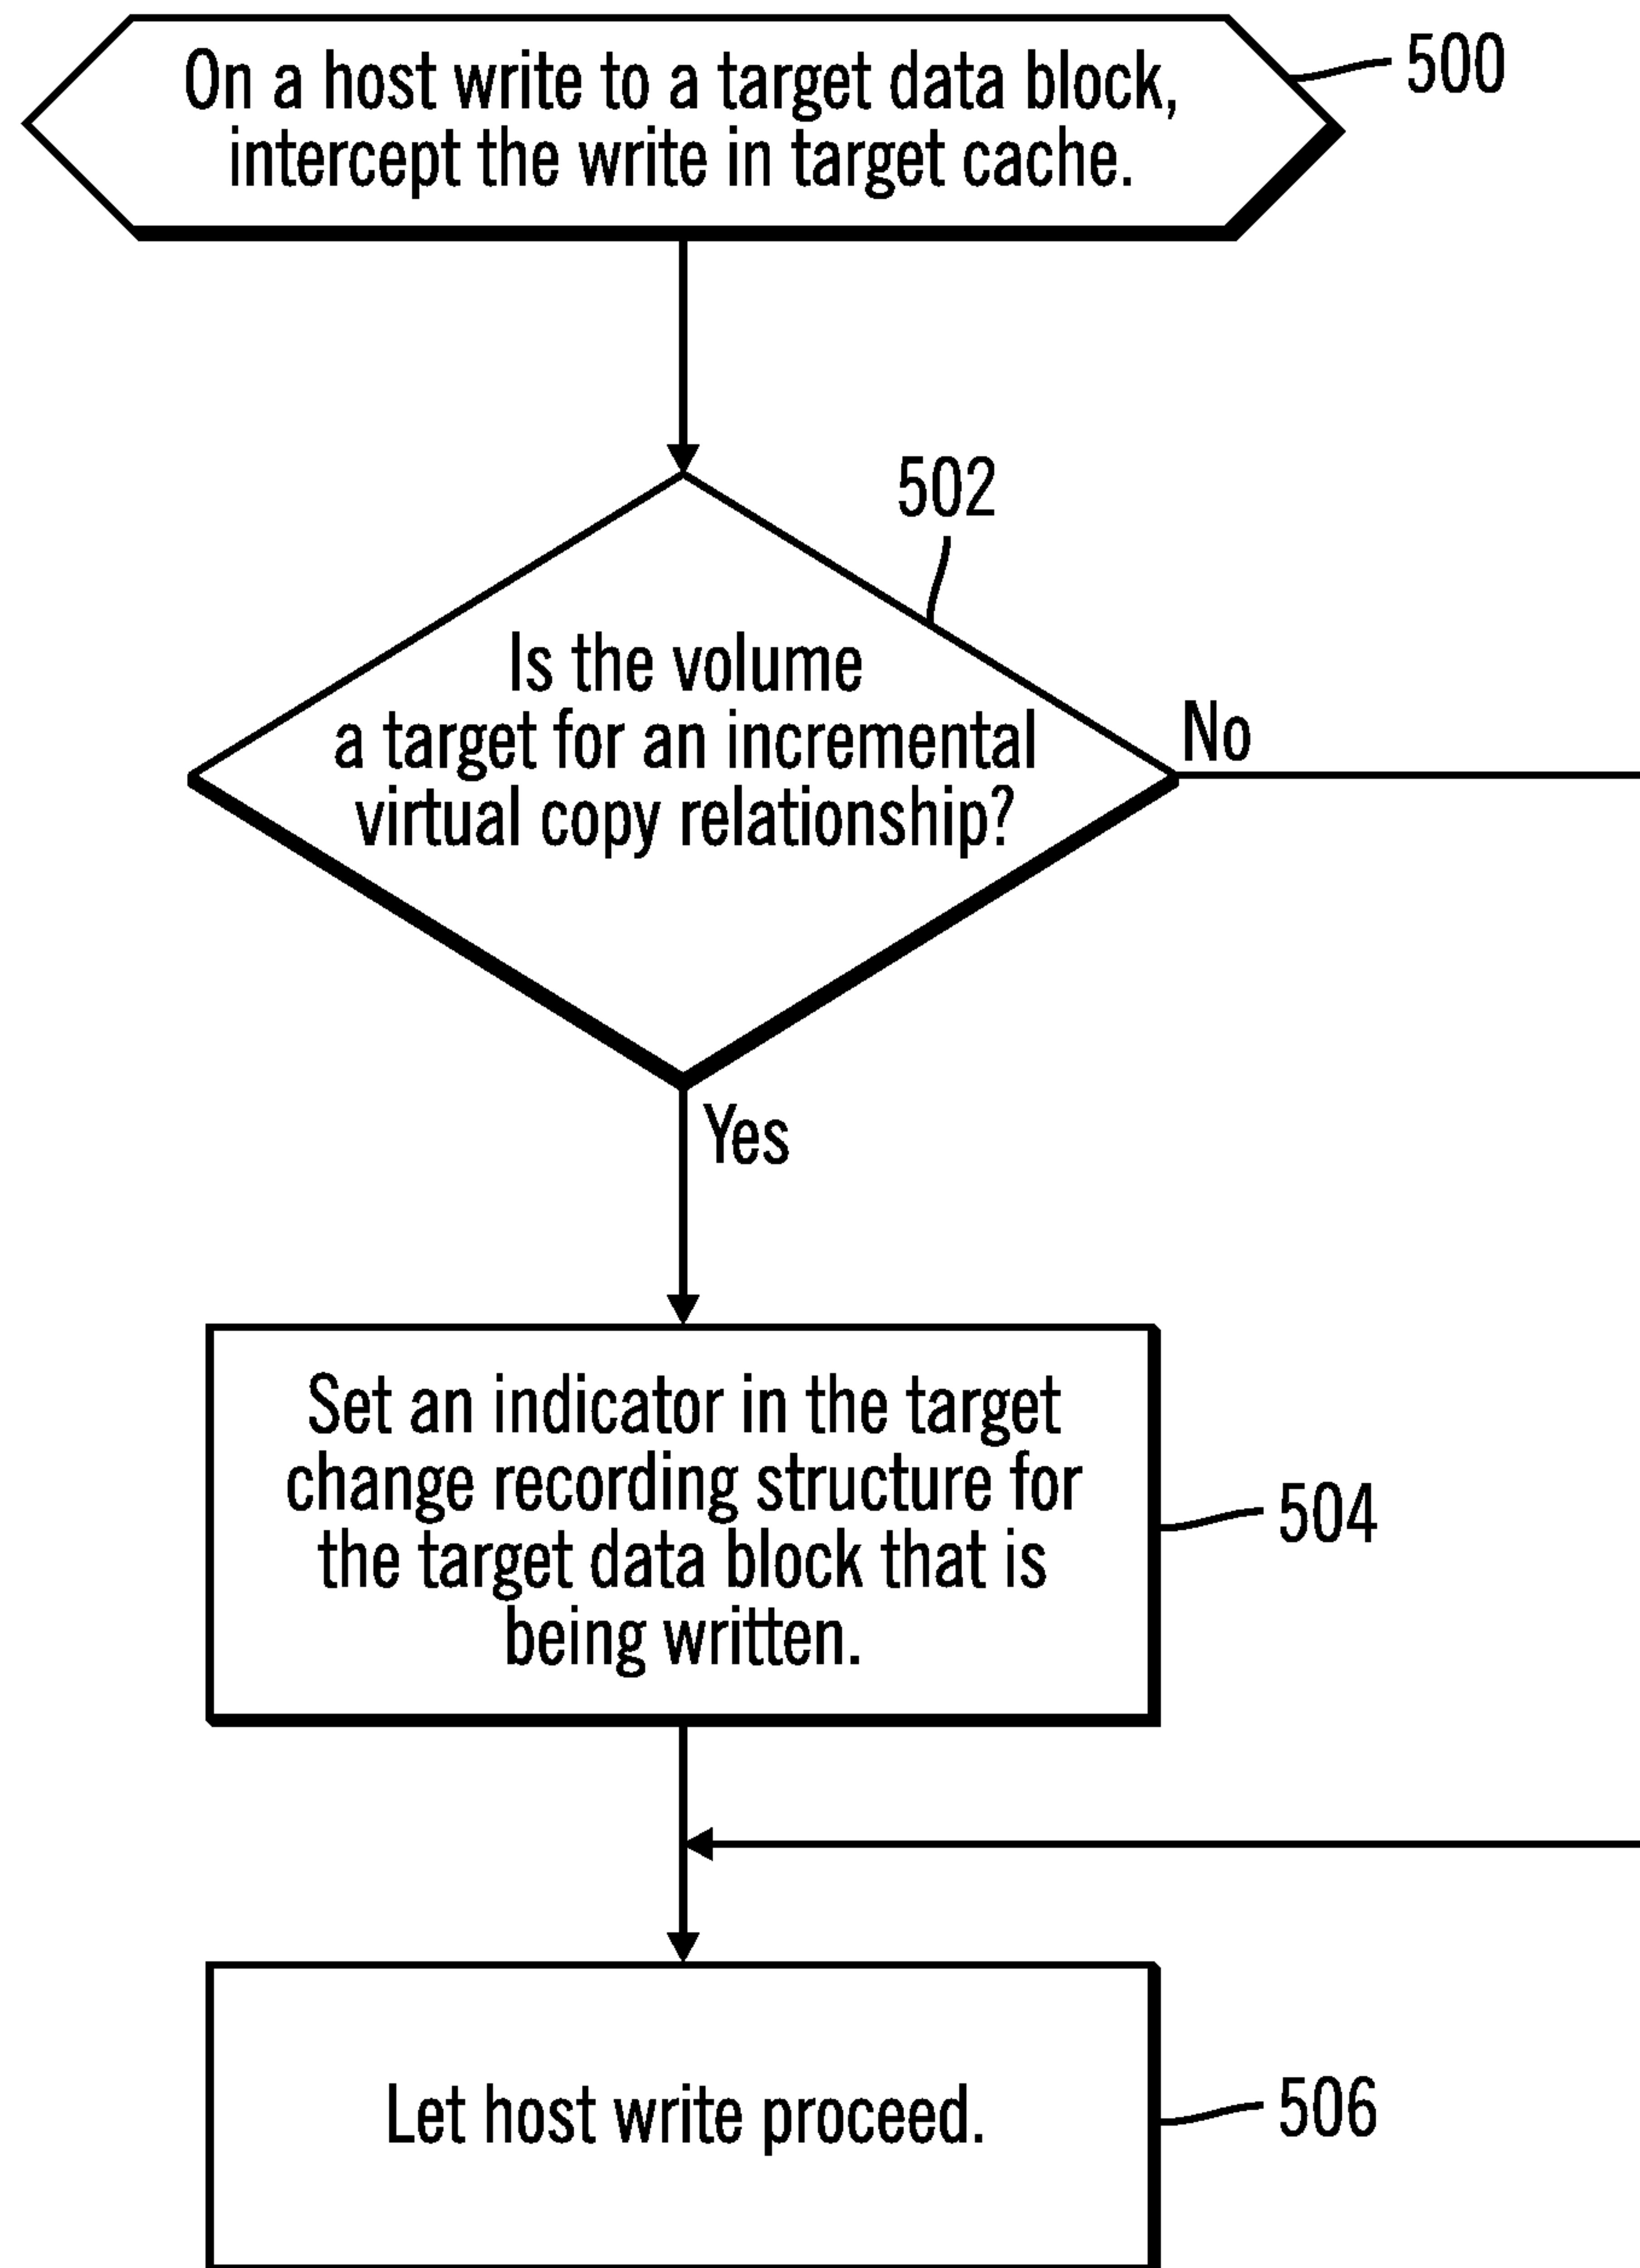 On a host write to a target data block,
intercept the write in target cache.
500
502
Is the volume
a target for an incremental
virtual copy relationship?
No
Yes
Set an indicator in the target
change recording structure for
the target data block that is
being written.
504
Let host write proceed.
506